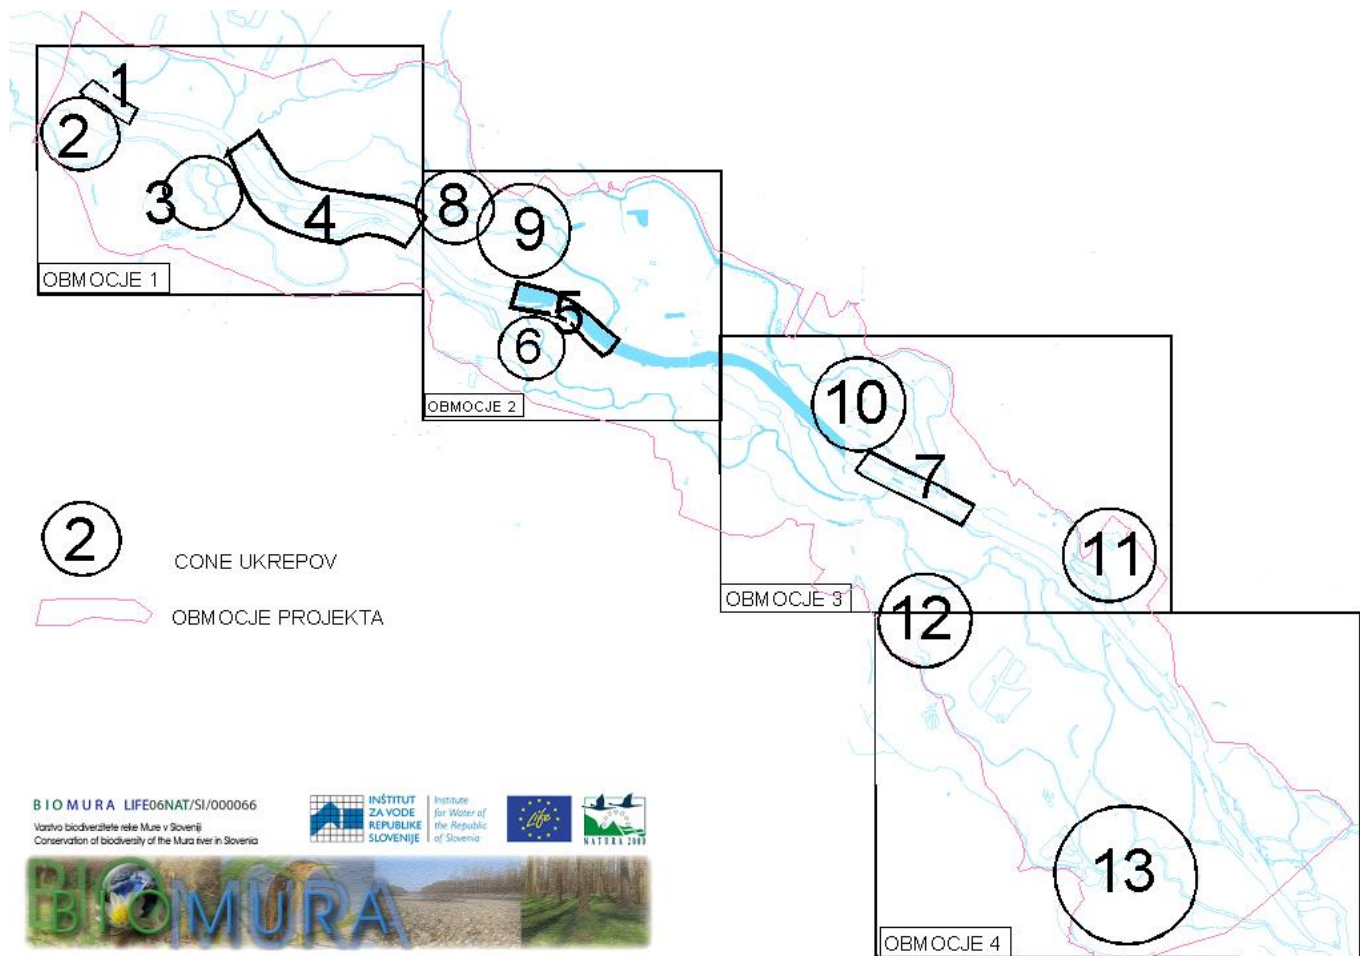 1
2
3
4
OBMOCJE 1
8
9
5
6
OBMOCJE 2
10
7
11
OBMOCJE 3
12
13
OBMOCJE 4
2
CONE UKREPOV
OBMOCJE PROJEKTA
BIOMURA LIFE06NAT/SI/000066
Varstvo biodiverzitete reke Mure v Sloveniji
Conservation of biodiversity of the Mura river in Slovenia
INŠTITUT
ZA VODE
REPUBLIKE
SLOVENIJE
Institute
for Water of
the Republic
of Slovenia
Life
NATURA 2000
BIO
BIOMURA